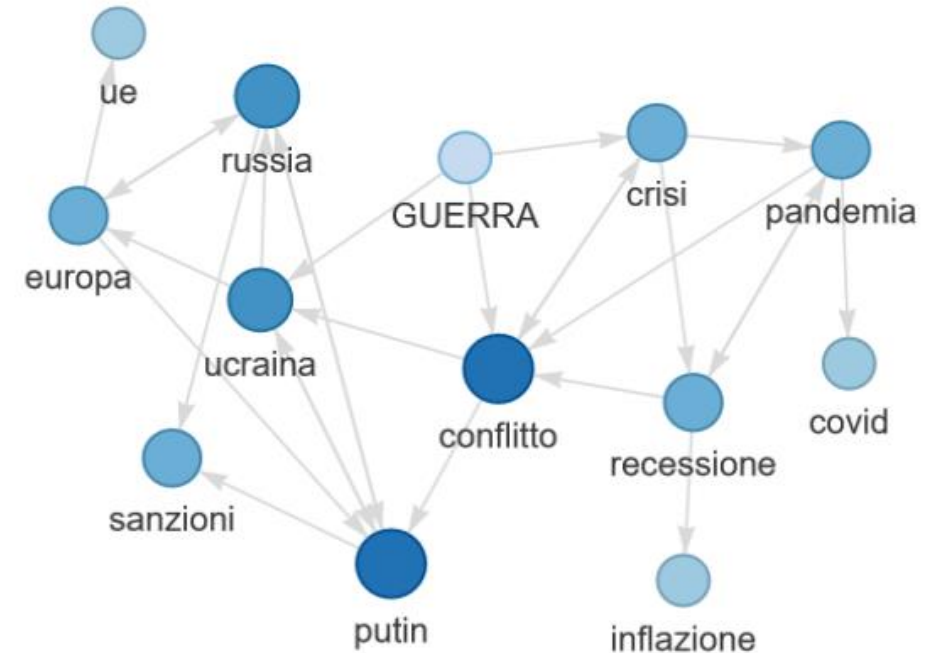 ue
russia
GUERRA
crisi
pandemia
europa
ucraina
conflitto
covid
recessione
sanzioni
putin
inflazione